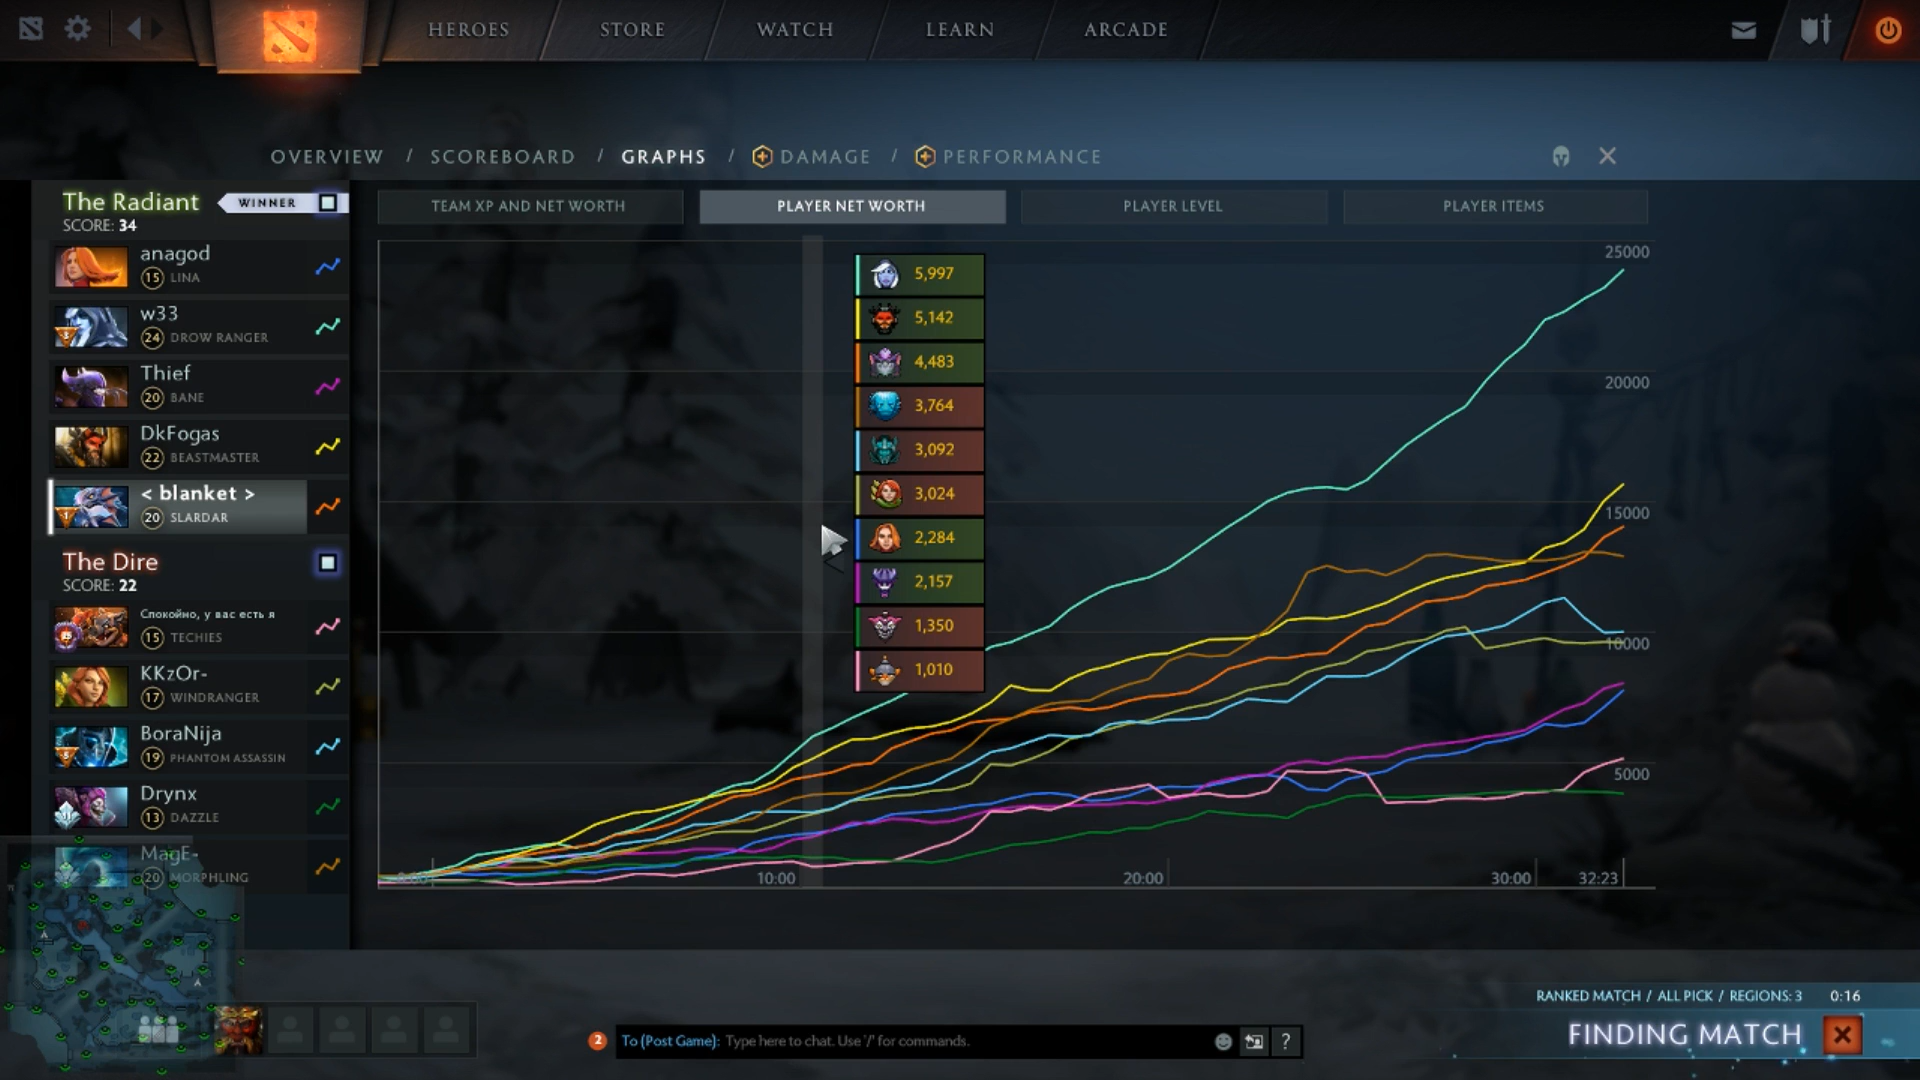 HEROES
STORE
WATCH
LEARN
ARCADE
OVERVIEW / SCOREBOARD / GRAPHS / DAMAGE / PERFORMANCE
The Radiant
WINNER
SCORE: 34
anagod
15 LINA
w33
24 DROW RANGER
Thief
20 BANE
DkFogas
22 BEASTMASTER
< blanket >
20 SLARDAR
The Dire
SCORE: 22
Спокойно, у вас есть я
15 TECHIES
KKzOr-
17 WINDRANGER
BoraNija
19 PHANTOM ASSASSIN
Drynx
13 DAZZLE
MagE-
20 MORPHLING
TEAM XP AND NET WORTH
PLAYER NET WORTH
PLAYER LEVEL
PLAYER ITEMS
5,997
5,142
4,483
3,764
3,092
3,024
2,284
2,157
1,350
1,010
25000
20000
15000
10000
5000
10:00
20:00
30:00
32:23
2
To (Post Game): Type here to chat. Use '/' for commands.
?
RANKED MATCH / ALL PICK / REGIONS: 3 0:16
FINDING MATCH